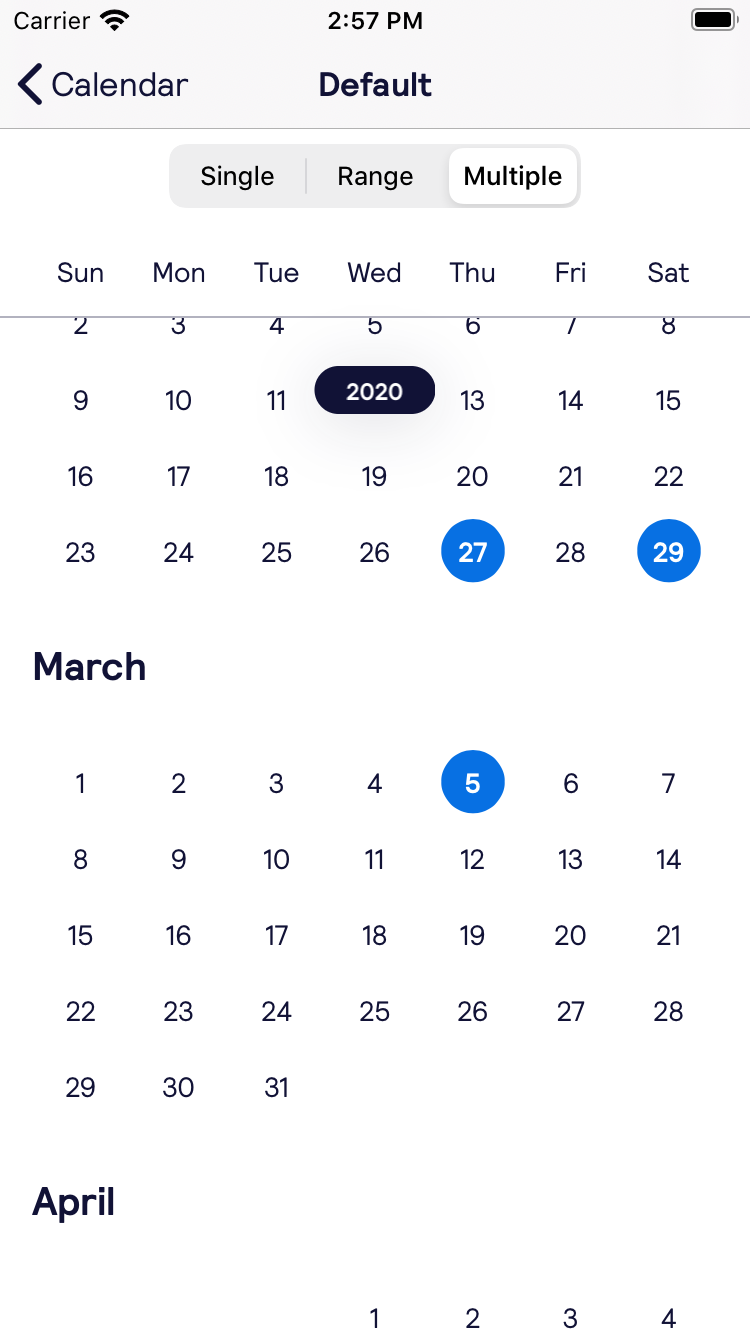 Carrier 2:57 PM
Calendar Default
Single Range Multiple
Sun Mon Tue Wed Thu Fri Sat
2 3 4 5 6 7 8
9 10 11 2020 13 14 15
16 17 18 19 20 21 22
23 24 25 26 27 28 29
March
1 2 3 4 5 6 7
8 9 10 11 12 13 14
15 16 17 18 19 20 21
22 23 24 25 26 27 28
29 30 31
April
1 2 3 4